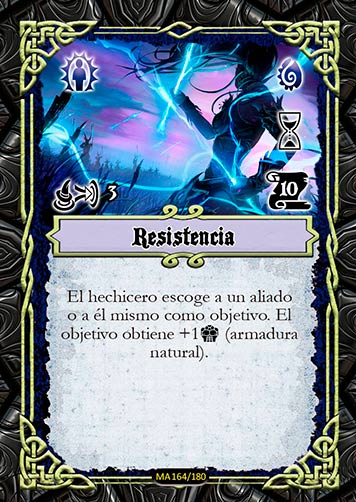 3
10
Resistencia
El hechicero escoge a un aliado
o a él mismo como objetivo. El
objetivo obtiene +1 (armadura
natural).
MA164/180